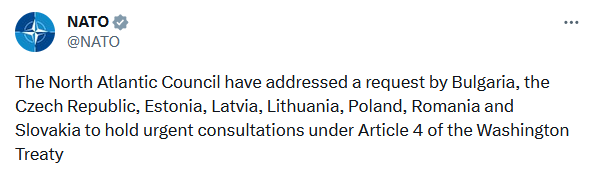 NATO
@NATO
The North Atlantic Council have addressed a request by Bulgaria, the
Czech Republic, Estonia, Latvia, Lithuania, Poland, Romania and
Slovakia to hold urgent consultations under Article 4 of the Washington
Treaty